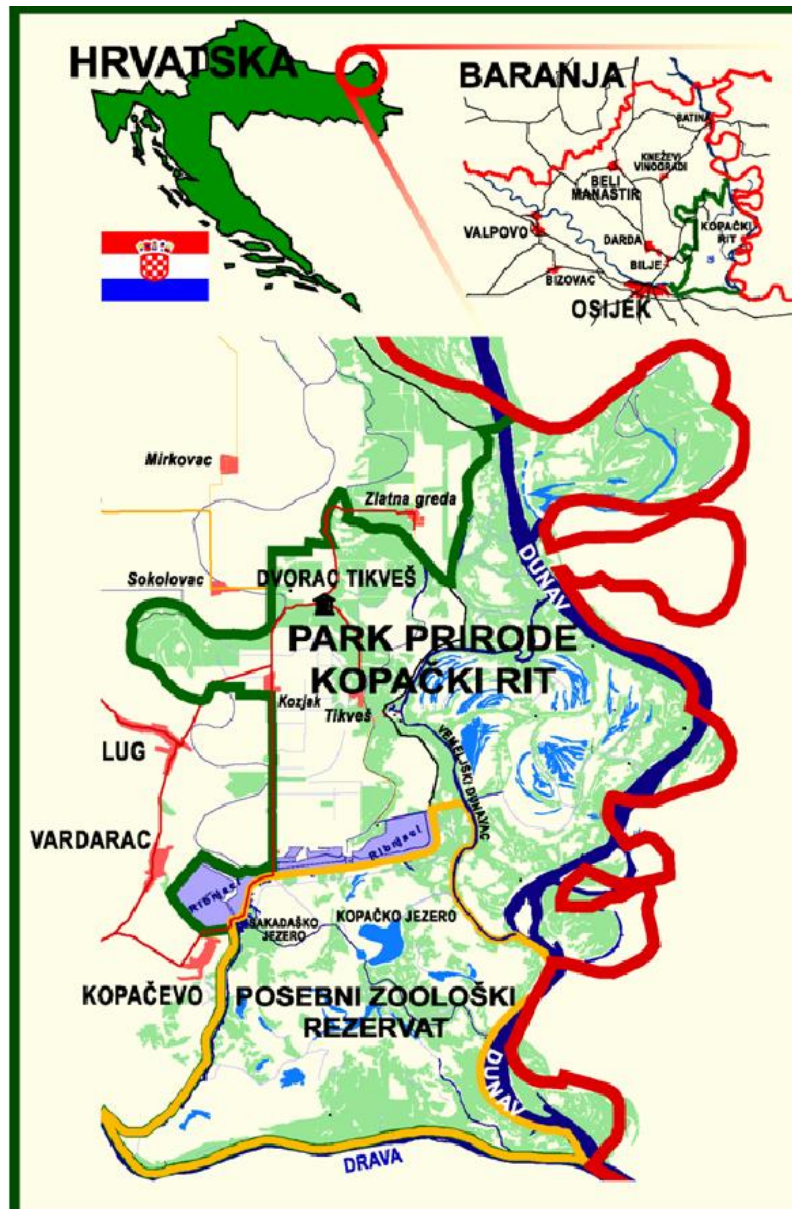 HRVATSKA
BARANJA
BATINA
KNEŽEVI
VINOGRADI
BELI
MANASTIR
KOPAČKI
RIT
VALPOVO
DARDA
BILJE
BIZOVAC
OSIJEK
Mirkovac
Zlatna greda
DUNAV
Sokolovac
DVORAC TIKVEŠ
PARK PRIRODE
KOPAČKI RIT
Kozjak
Tikveš
LUG
VEMELJSKI DUNAVAC
VARDARAC
Ribnjaci
Ribnjaci
SAKADAŠKO
JEZERO
KOPAČKO JEZERO
KOPAČEVO
POSEBNI ZOOLOŠKI
REZERVAT
DUNAV
DRAVA